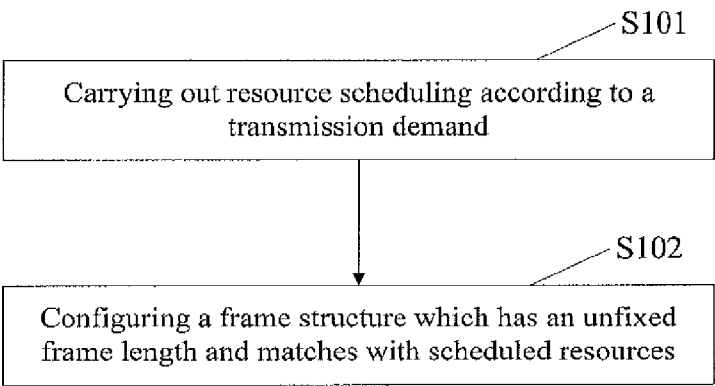 S101
Carrying out resource scheduling according to a
transmission demand
S102
Configuring a frame structure which has an unfixed
frame length and matches with scheduled resources